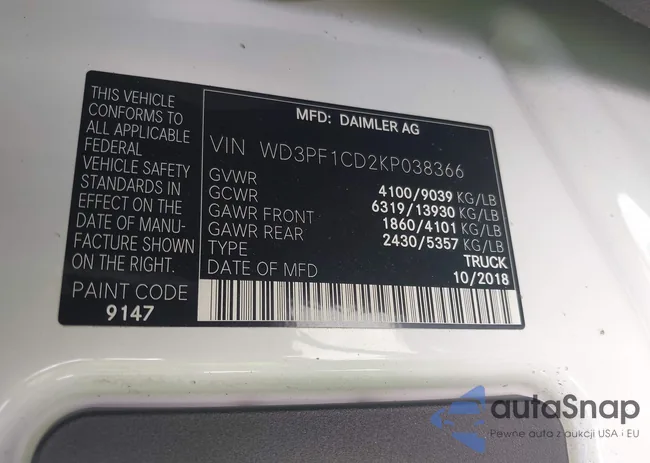 THIS VEHICLE
CONFORMS TO
ALL APPLICABLE
FEDERAL MOTOR
VEHICLE SAFETY
STANDARDS IN
EFFECT ON THE
DATE OF MANU-
FACTURE SHOWN
ON THE RIGHT.
PAINT CODE
9147
MFD: DAIMLER AG
VIN WD3PF1CD2KP038366
GVWR 4100/9039 KG/LB
GCWR 6319/13930 KG/LB
GAWR FRONT 1860/4101 KG/LB
GAWR REAR 2430/5357 KG/LB
TYPE TRUCK
DATE OF MFD 10/2018
autaSnap
Pewne auta z aukcji USA i EU